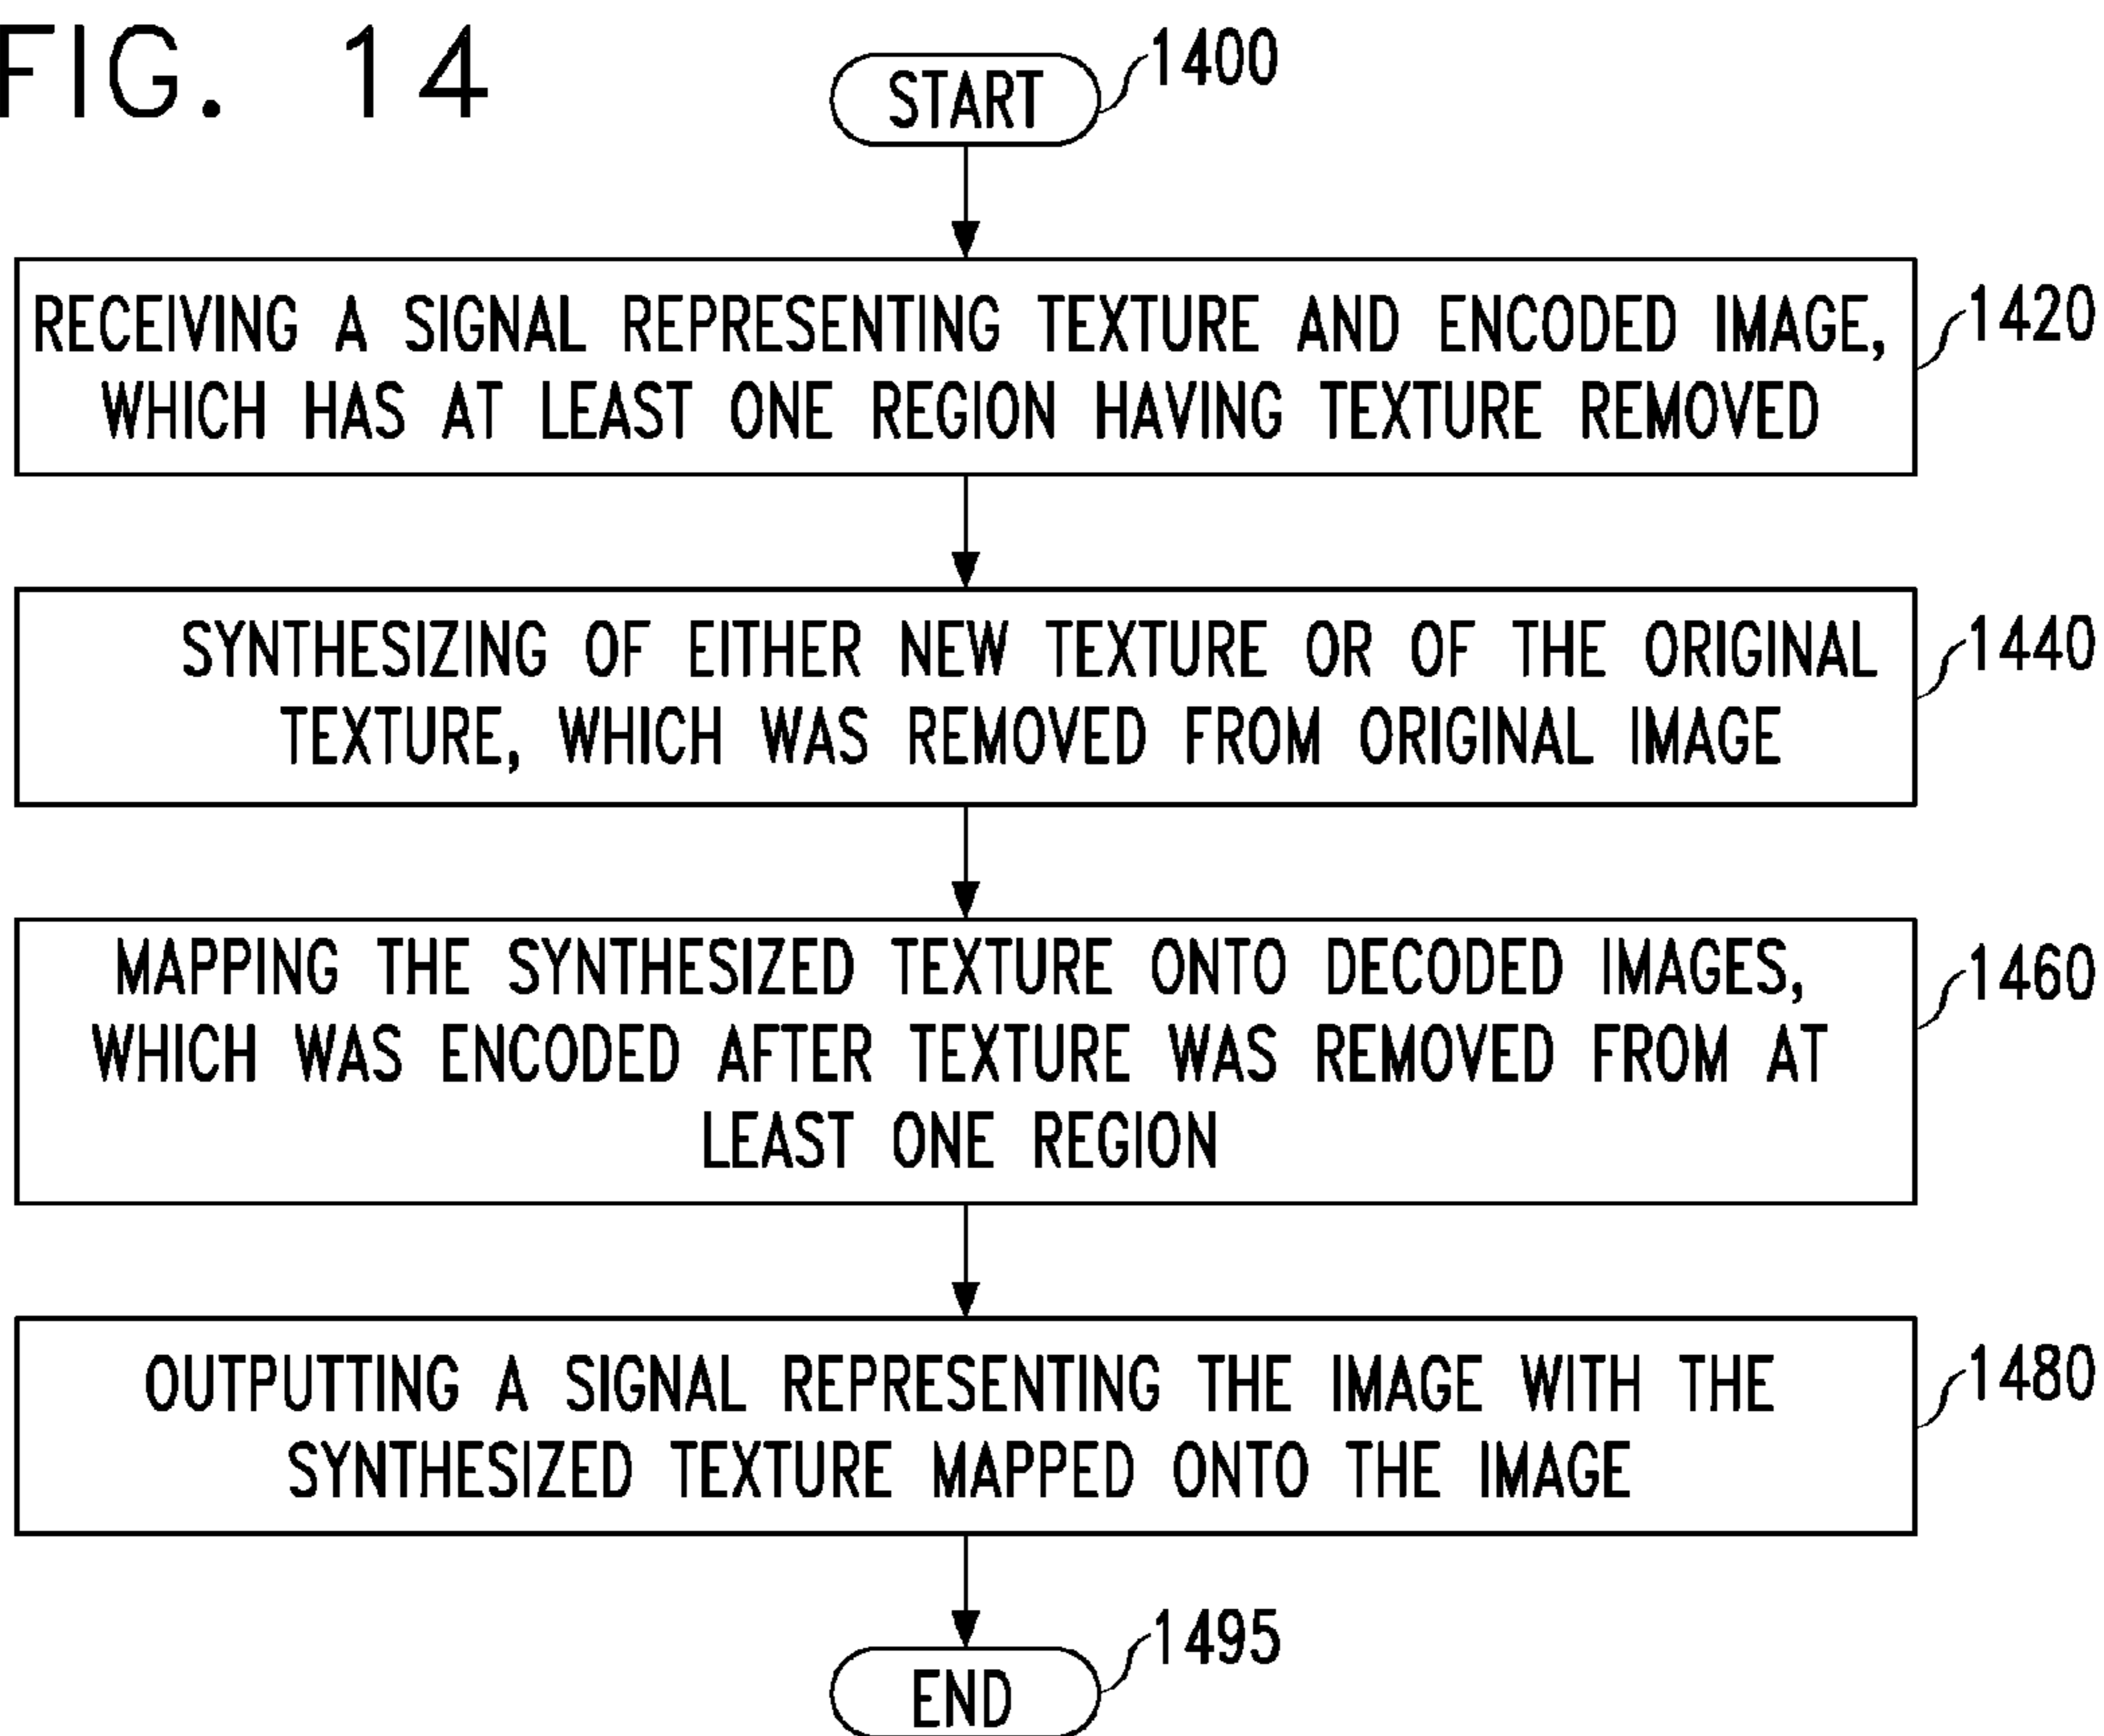 FIG. 14
START
1400
RECEIVING A SIGNAL REPRESENTING TEXTURE AND ENCODED IMAGE,
WHICH HAS AT LEAST ONE REGION HAVING TEXTURE REMOVED
1420
SYNTHESIZING OF EITHER NEW TEXTURE OR OF THE ORIGINAL
TEXTURE, WHICH WAS REMOVED FROM ORIGINAL IMAGE
1440
MAPPING THE SYNTHESIZED TEXTURE ONTO DECODED IMAGES,
WHICH WAS ENCODED AFTER TEXTURE WAS REMOVED FROM AT
LEAST ONE REGION
1460
OUTPUTTING A SIGNAL REPRESENTING THE IMAGE WITH THE
SYNTHESIZED TEXTURE MAPPED ONTO THE IMAGE
1480
END
1495